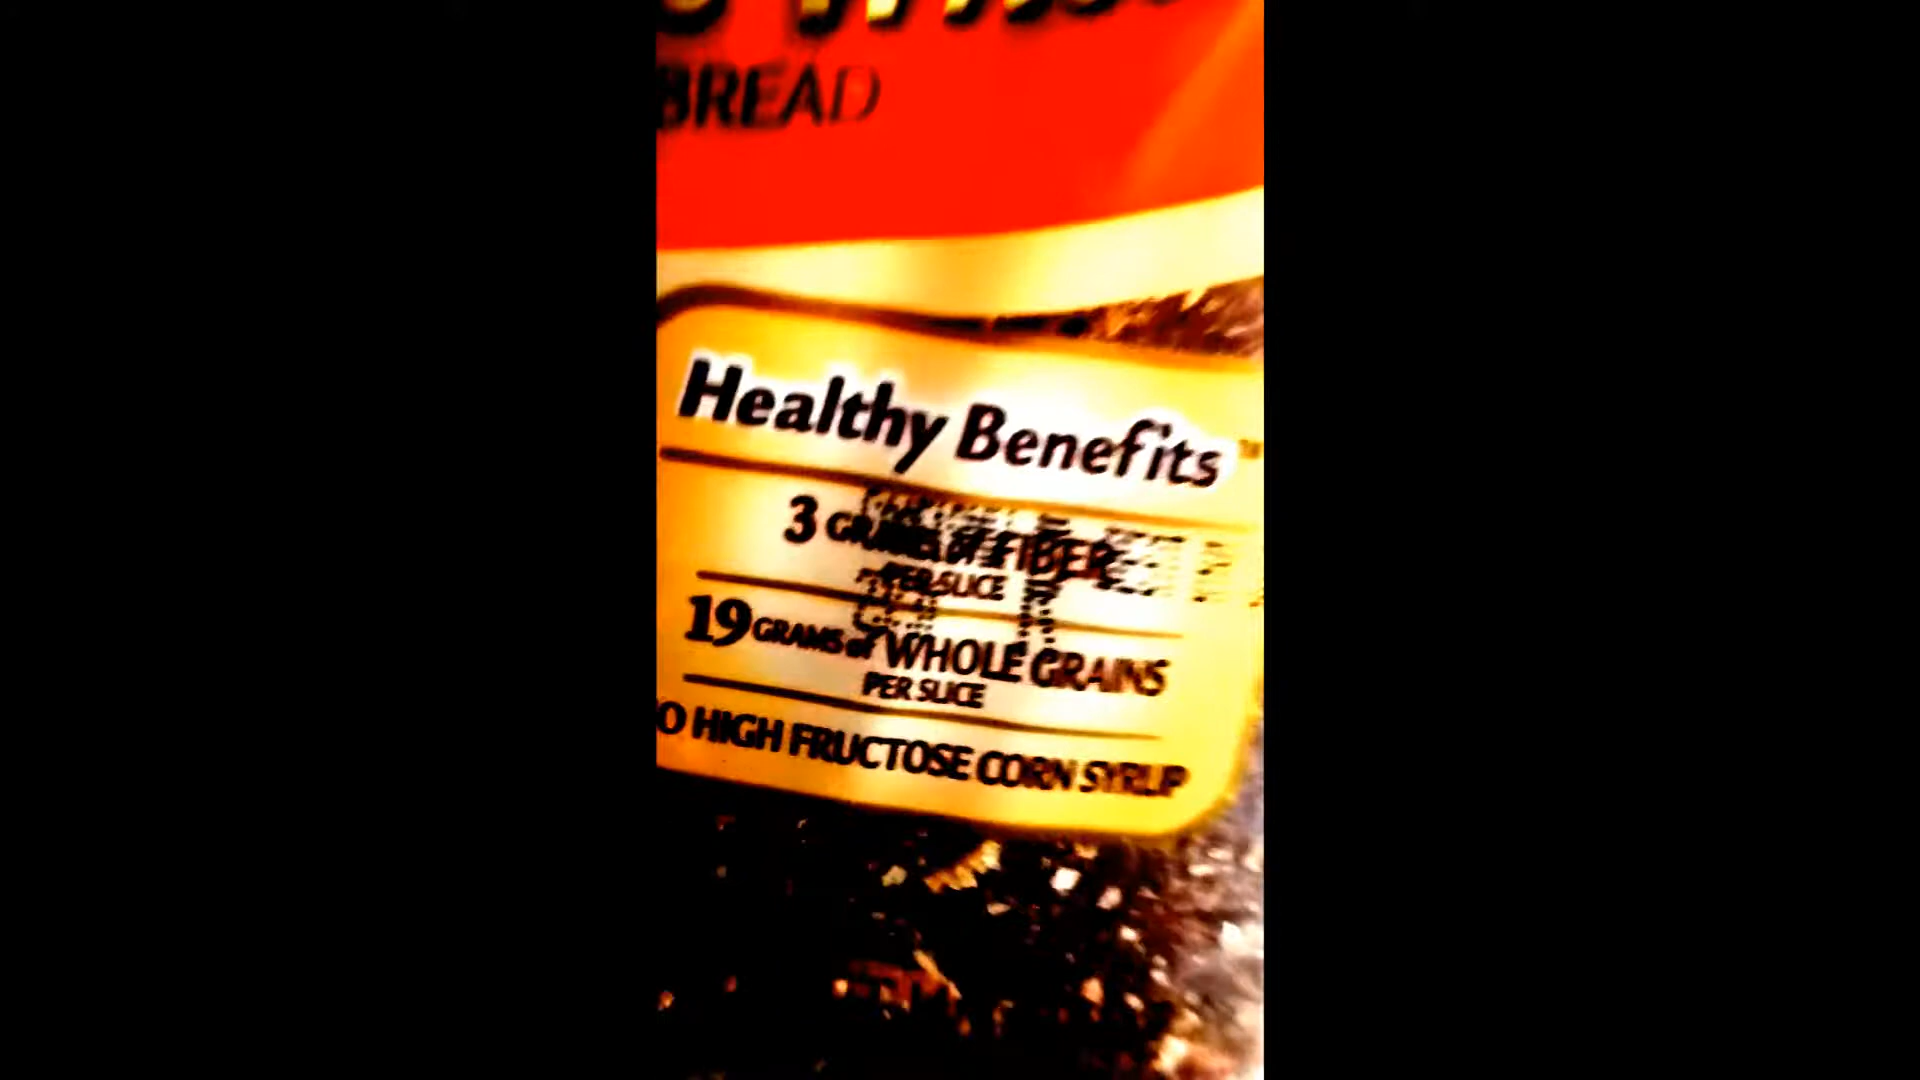 BREAD
Healthy Benefits™
3 GRAMS of FIBER
PER SLICE
19 GRAMS of WHOLE GRAINS
PER SLICE
O HIGH FRUCTOSE CORN SYRUP